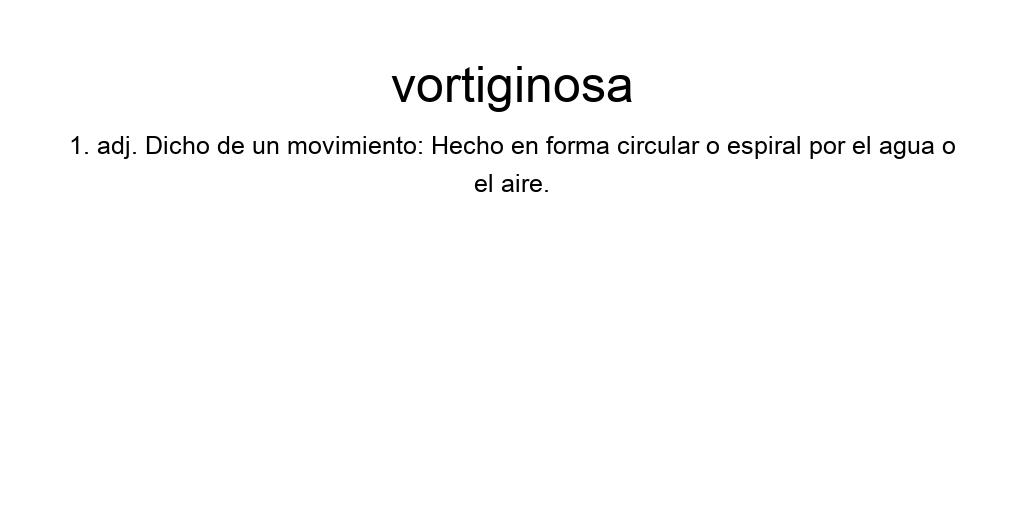 vortiginosa
1. adj. Dicho de un movimiento: Hecho en forma circular o espiral por el agua o
el aire.